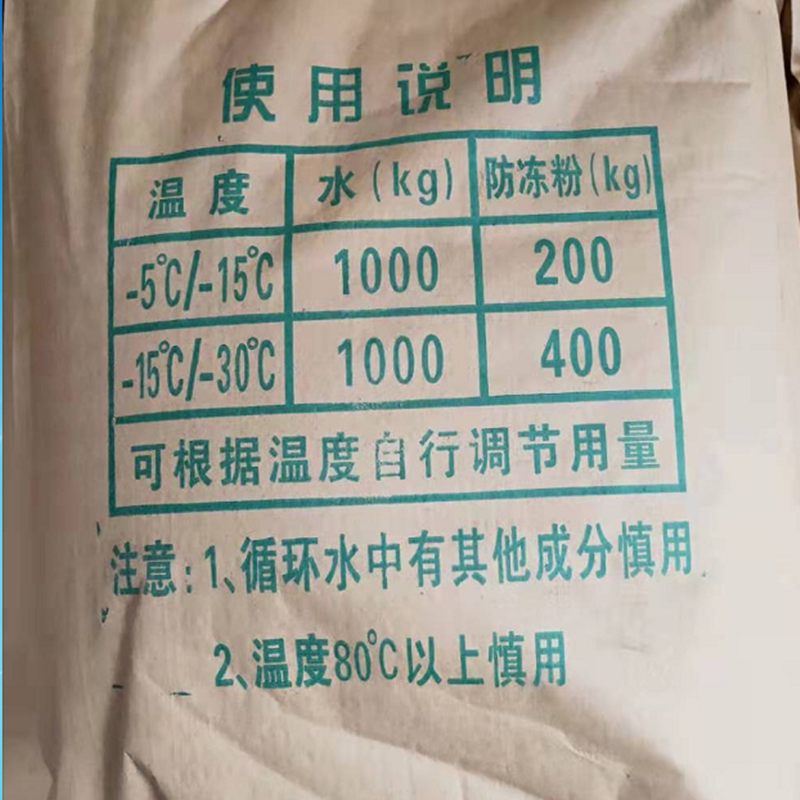 使用说明
温度 水(kg) 防冻粉(kg)
-5℃/-15℃ 1000 200
-15℃/-30℃ 1000 400
可根据温度自行调节用量
注意:1、循环水中有其他成分慎用.
2、温度80℃以上慎用